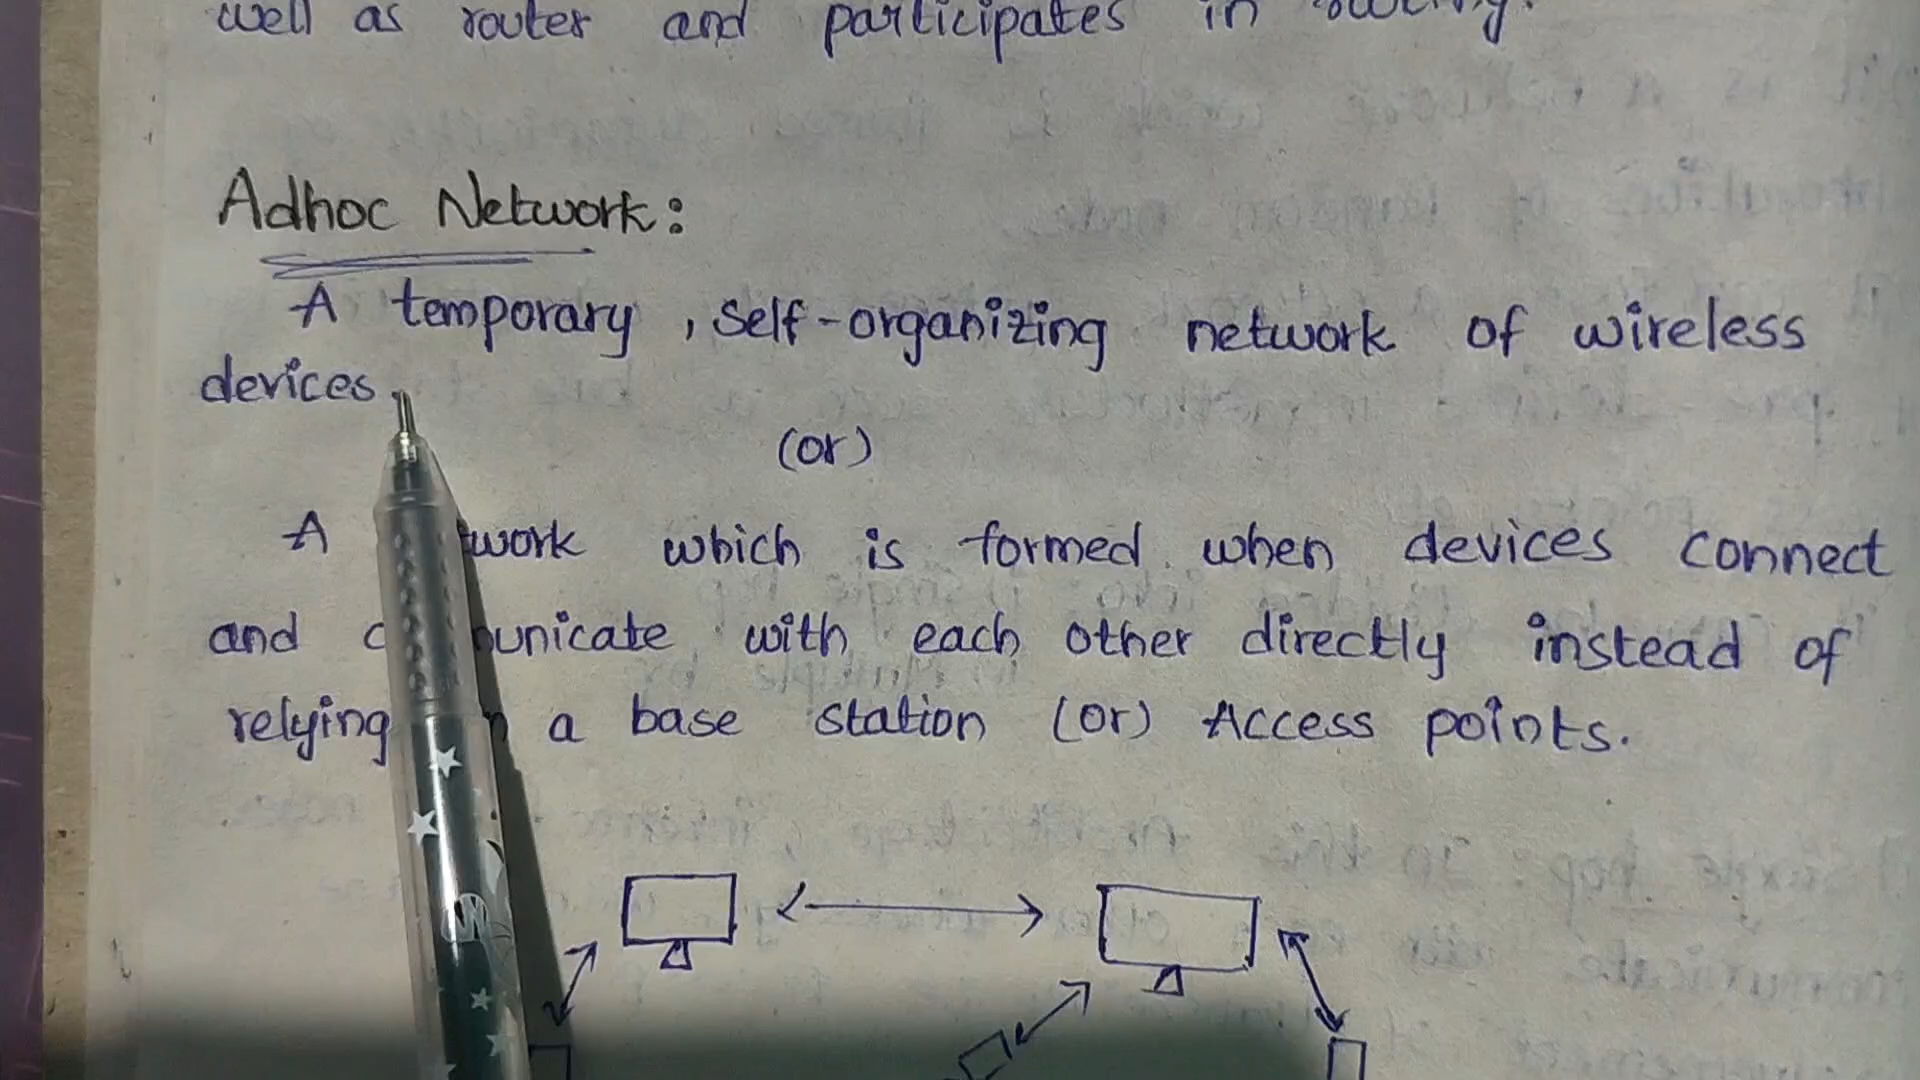 well as router and participates in routing.
Adhoc Network:
A temporary, self-organizing network of wireless
devices.
(or)
A work which is formed when devices connect
and unicate with each other directly instead of
relying a base station (or) Access points.